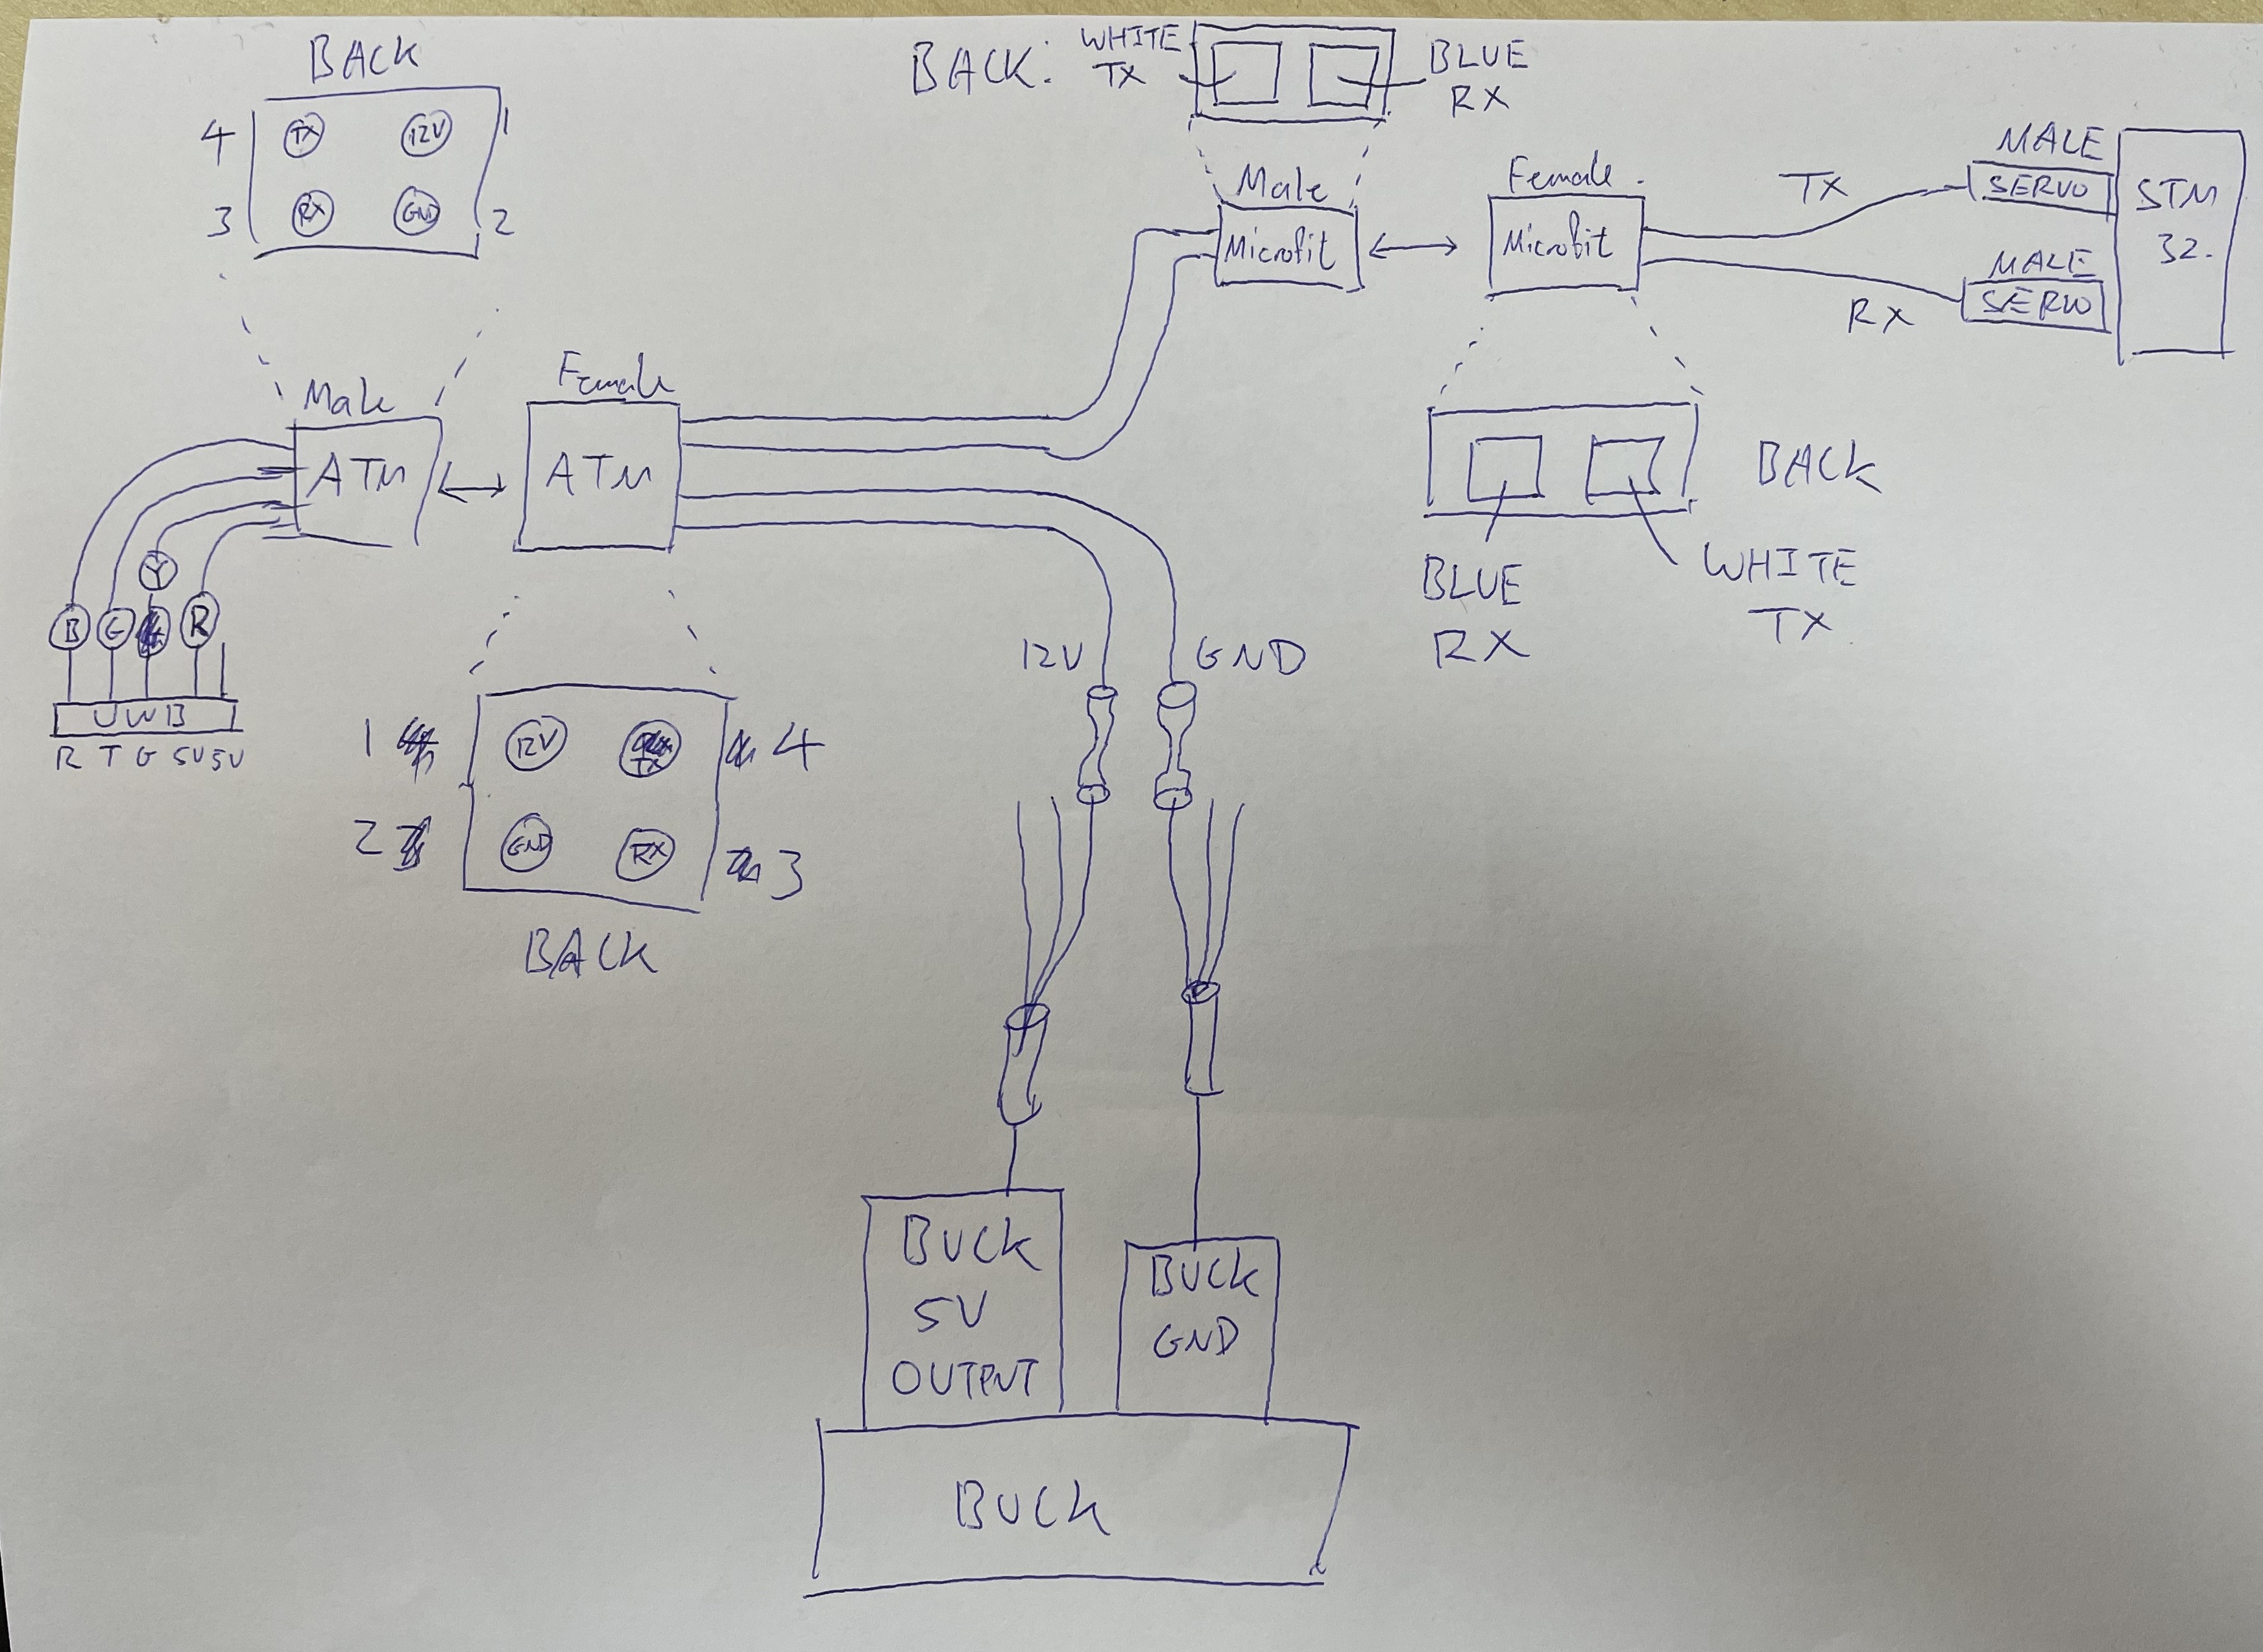 BACK
4 TX 12V 1
3 RX GND 2
BACK: WHITE TX
BLUE RX
Male
Microfit
Female
Microfit
TX
RX
MALE
SERVO
MALE
SERVO
STM
32.
BLUE
RX
WHITE
TX
BACK
Male
ATM
Female
ATM
Y
B G R
UWB
R T G 5V 5V
1 12V TX 4
2 GND RX 3
BACK
12V GND
BUCK
5V
OUTPUT
BUCK
GND
BUCK